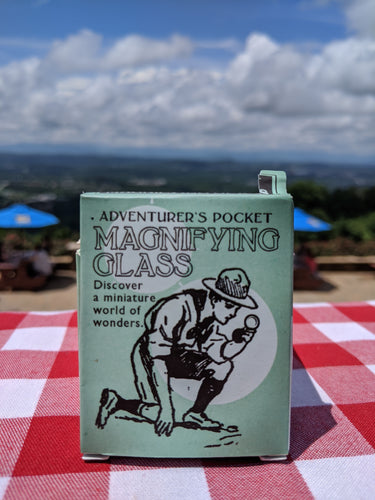 ADVENTURER'S POCKET
MAGNIFYING
GLASS
Discover
a miniature
world of
wonders.